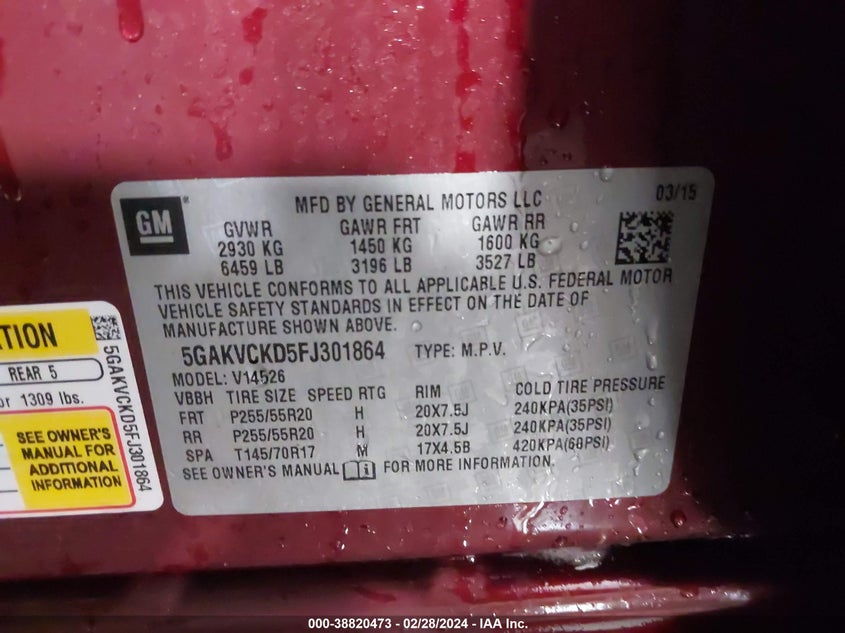 GM
MFD BY GENERAL MOTORS LLC
03/15
GVWR GAWR FRT GAWR RR
2930 KG 1450 KG 1600 KG
6459 LB 3196 LB 3527 LB
THIS VEHICLE CONFORMS TO ALL APPLICABLE U.S. FEDERAL MOTOR
VEHICLE SAFETY STANDARDS IN EFFECT ON THE DATE OF
MANUFACTURE SHOWN ABOVE.
5GAKVCKD5FJ301864 TYPE: M.P.V.
MODEL: V14526
VBBH TIRE SIZE SPEED RTG RIM COLD TIRE PRESSURE
FRT P255/55R20 H 20X7.5J 240KPA(35PSI)
RR P255/55R20 H 20X7.5J 240KPA(35PSI)
SPA T145/70R17 M 17X4.5B 420KPA(60PSI)
SEE OWNER'S MANUAL FOR MORE INFORMATION.
REAR 5
1309 lbs.
SEE OWNER'S
MANUAL FOR
ADDITIONAL
INFORMATION
5GAKVCKD5FJ301864
000-38820473 - 02/28/2024 - IAA Inc.